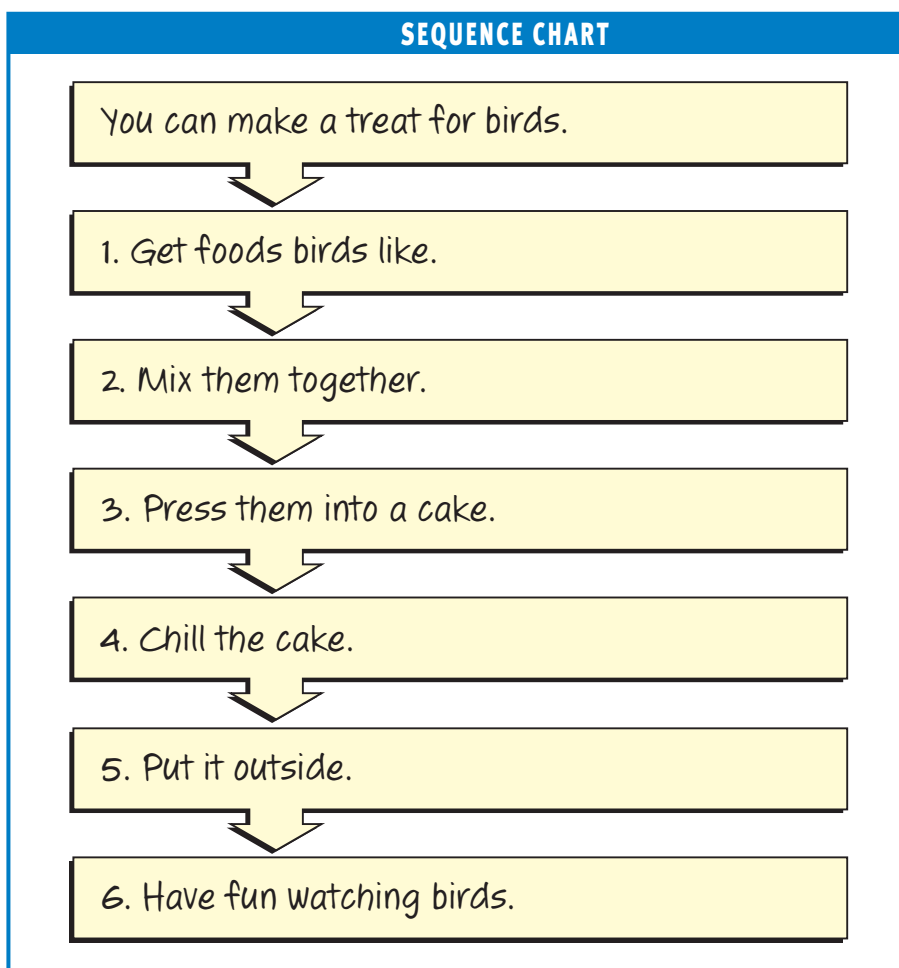 SEQUENCE CHART
You can make a treat for birds.
1. Get foods birds like.
2. Mix them together.
3. Press them into a cake.
4. Chill the cake.
5. Put it outside.
6. Have fun watching birds.